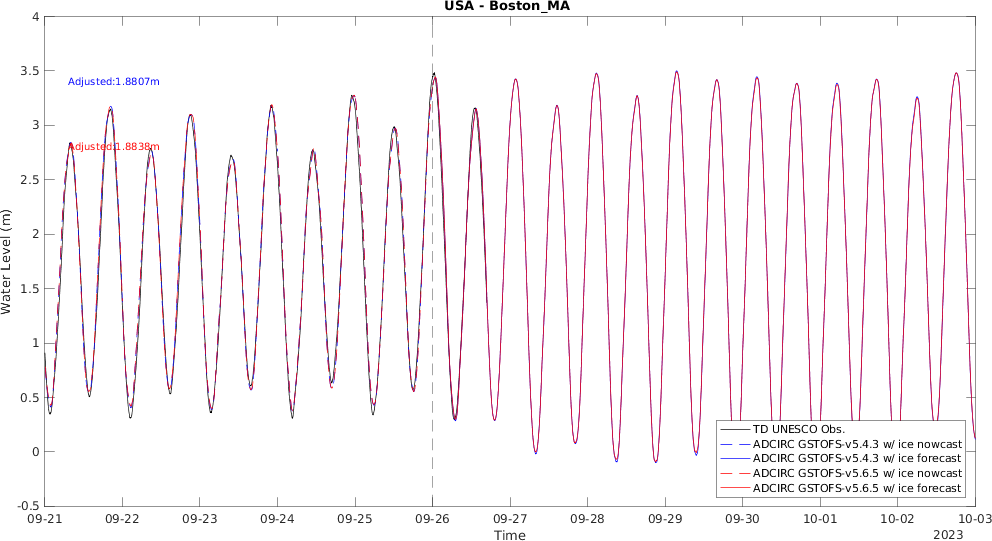 USA - Boston_MA
4
3.5
3
2.5
2
1.5
1
0.5
0
-0.5
Water Level (m)
Adjusted:1.8807m
Adjusted:1.8838m
TD UNESCO Obs.
ADCIRC GSTOFS-v5.4.3 w/ ice nowcast
ADCIRC GSTOFS-v5.4.3 w/ ice forecast
ADCIRC GSTOFS-v5.6.5 w/ ice nowcast
ADCIRC GSTOFS-v5.6.5 w/ ice forecast
09-21 09-22 09-23 09-24 09-25 09-26 09-27 09-28 09-29 09-30 10-01 10-02 10-03
Time
2023